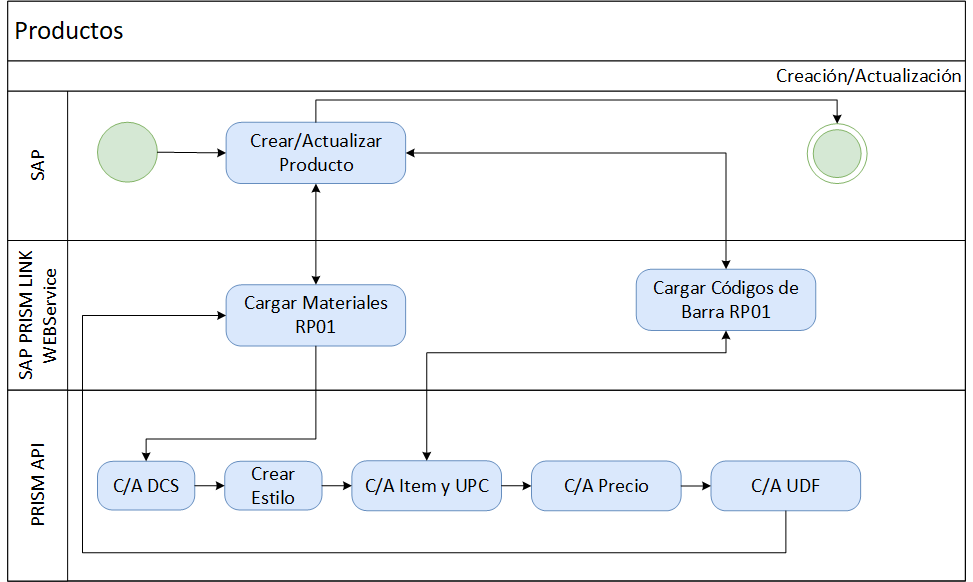 Productos
Creación/Actualización
SAP
Crear/Actualizar
Producto
SAP PRISM LINK
WEBService
Cargar Materiales
RP01
Cargar Códigos de
Barra RP01
PRISM API
C/A DCS
Crear
Estilo
C/A Item y UPC
C/A Precio
C/A UDF